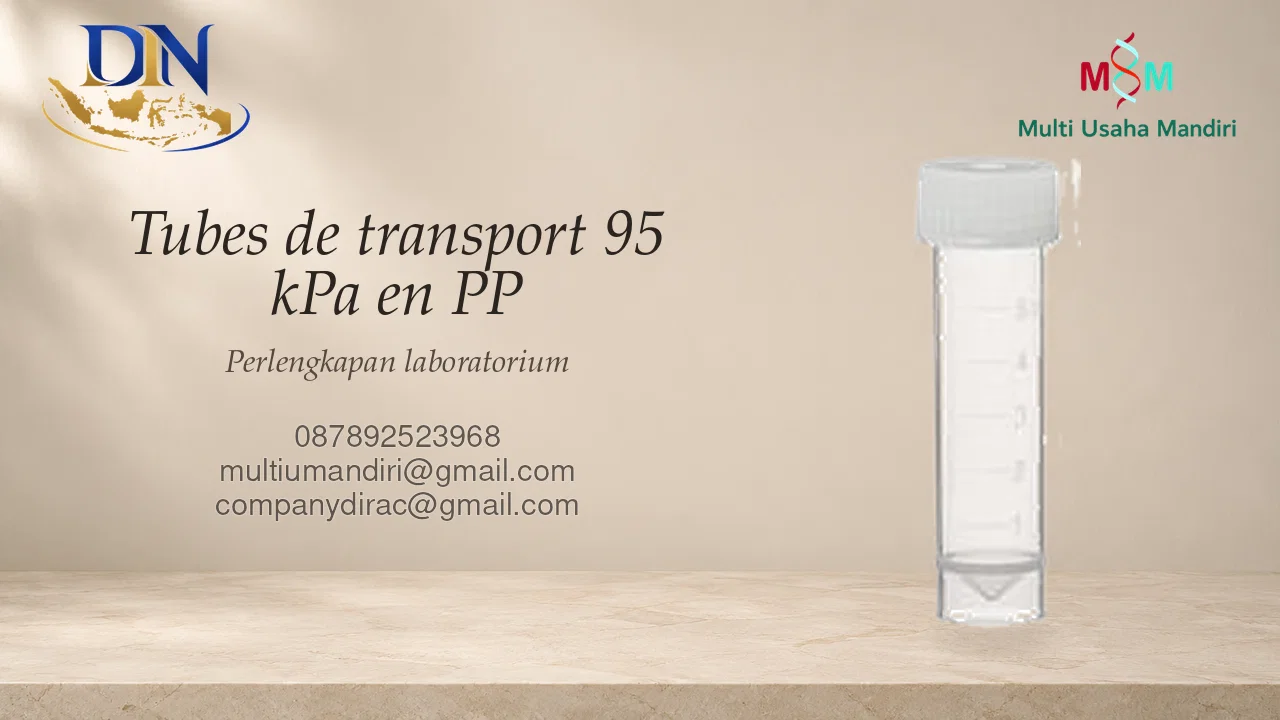 DIN
M M
Multi Usaha Mandiri
Tubes de transport 95
kPa en PP
Perlengkapan laboratorium
087892523968
multiumandiri@gmail.com
companydirac@gmail.com